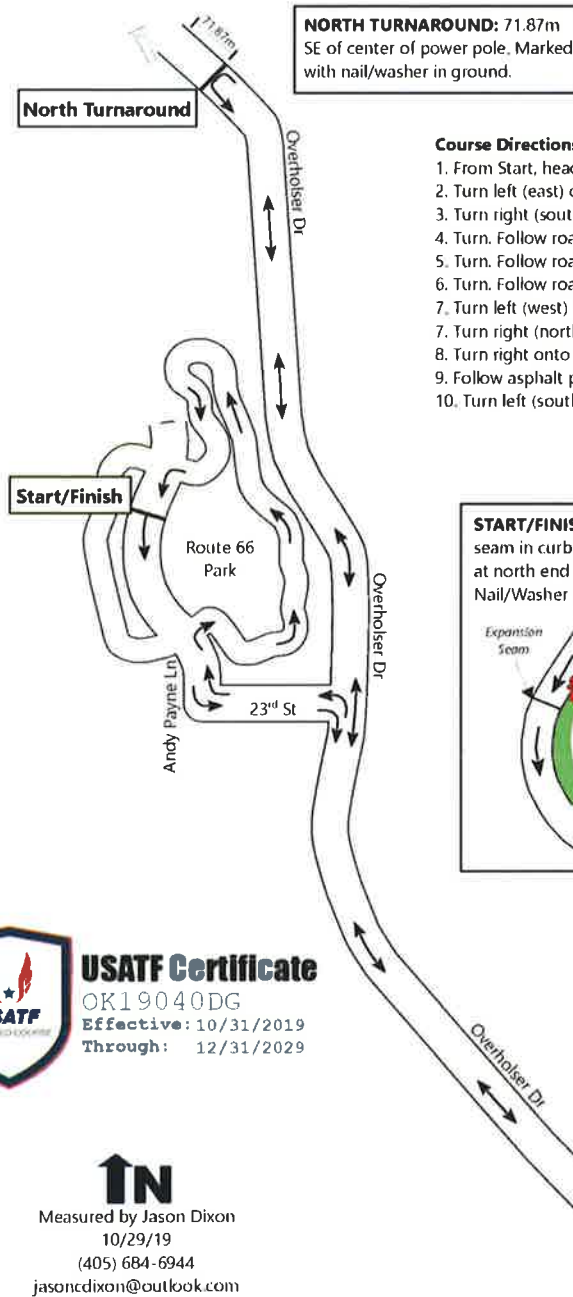 71.87m
NORTH TURNAROUND: 71.87m
SE of center of power pole. Marked
with nail/washer in ground.
North Turnaround
Overholser Dr
Course Directions
1. From Start, head
2. Turn left (east) o
3. Turn right (sout
4. Turn. Follow roa
5. Turn. Follow roa
6. Turn. Follow roa
7. Turn left (west)
7. Turn right (north
8. Turn right onto
9. Follow asphalt p
10. Turn left (south
Start/Finish
Route 66
Park
START/FINIS
seam in curb
at north end
Nail/Washer
Expansion
Seam
Overholser Dr
Andy Payne Ln
23rd St
USATF Certificate
OK19040DG
Effective: 10/31/2019
Through: 12/31/2029
SATF
Overholser Dr
N
Measured by Jason Dixon
10/29/19
(405) 684-6944
jasoncdixon@outlook.com